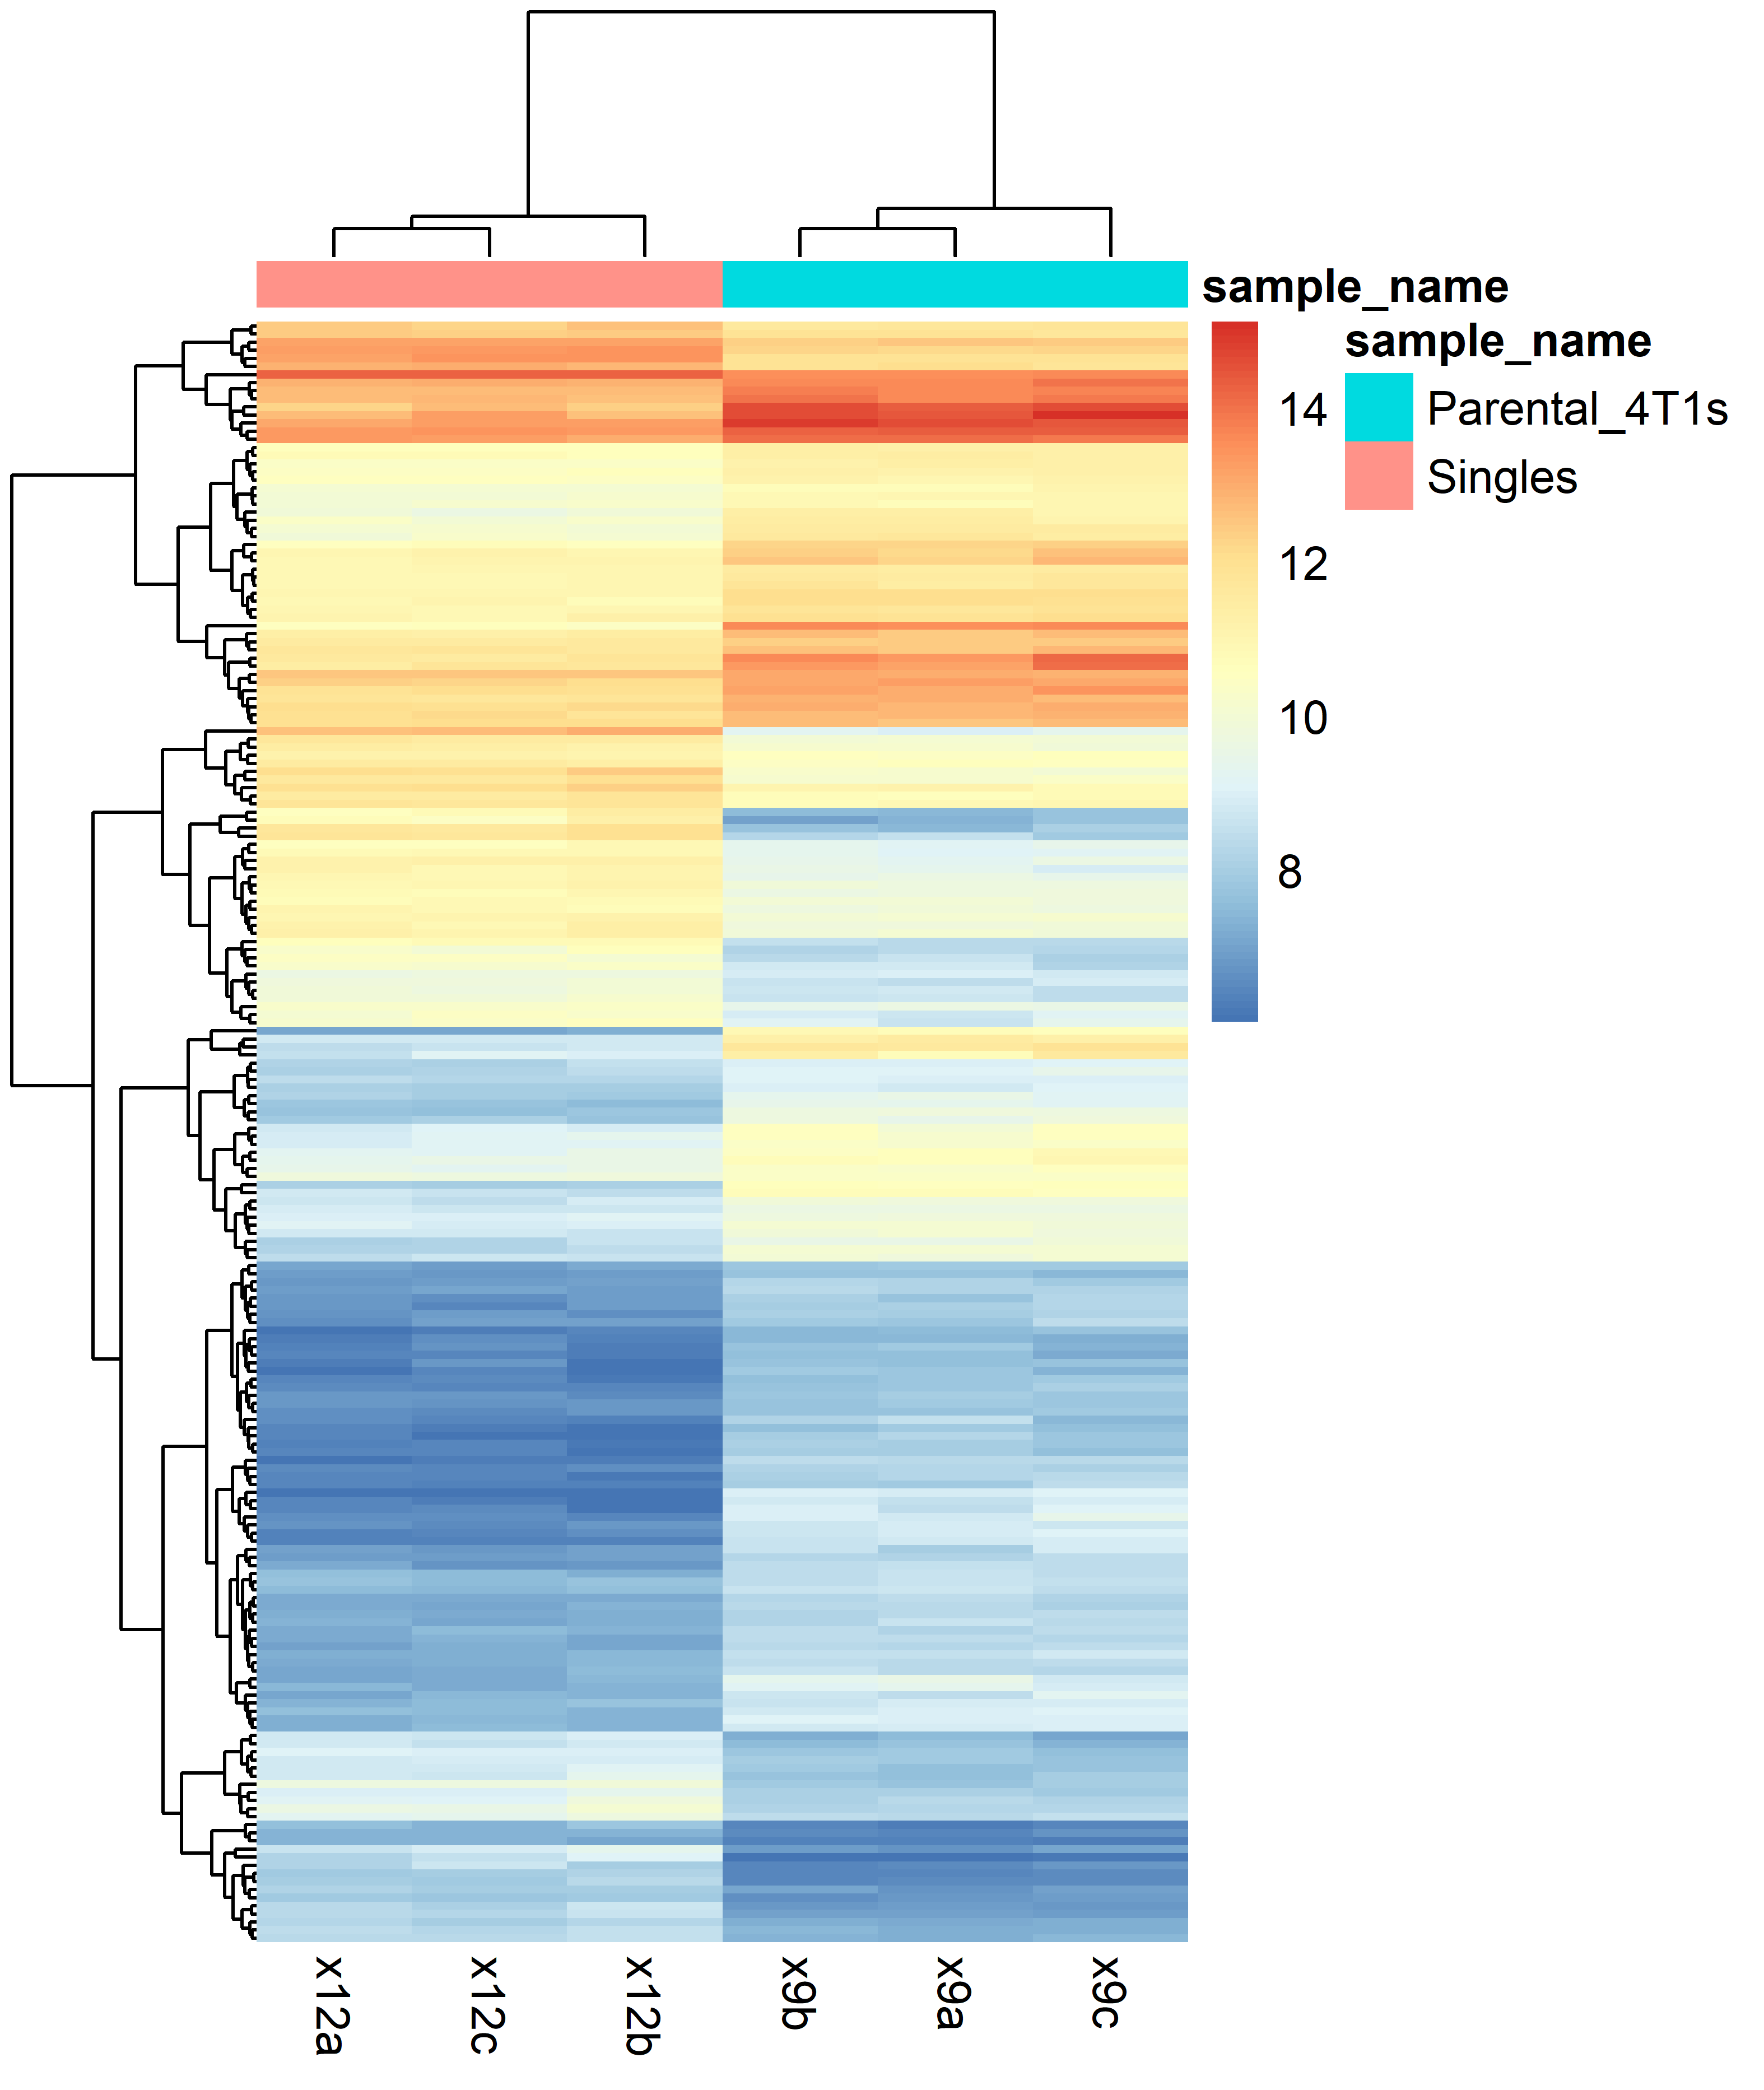 sample_name
sample_name
Parental_4T1s
Singles
14
12
10
8
x12a
x12c
x12b
x9b
x9a
x9c